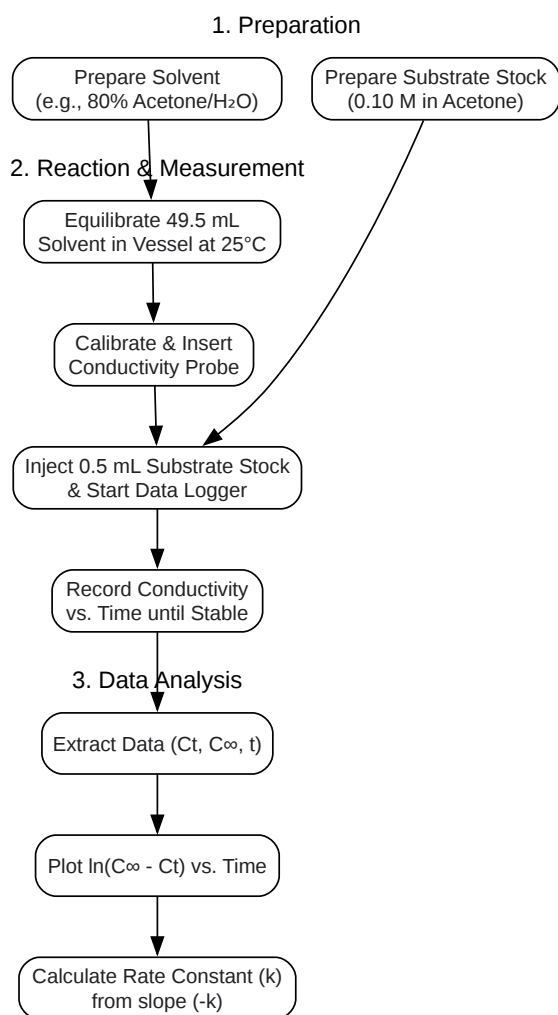 1. Preparation
Prepare Solvent
(e.g., 80% Acetone/H₂O)
Prepare Substrate Stock
(0.10 M in Acetone)
2. Reaction & Measurement
Equilibrate 49.5 mL
Solvent in Vessel at 25°C
Calibrate & Insert
Conductivity Probe
Inject 0.5 mL Substrate Stock
& Start Data Logger
Record Conductivity
vs. Time until Stable
3. Data Analysis
Extract Data (Ct, C∞, t)
Plot ln(C∞ - Ct) vs. Time
Calculate Rate Constant (k)
from slope (-k)